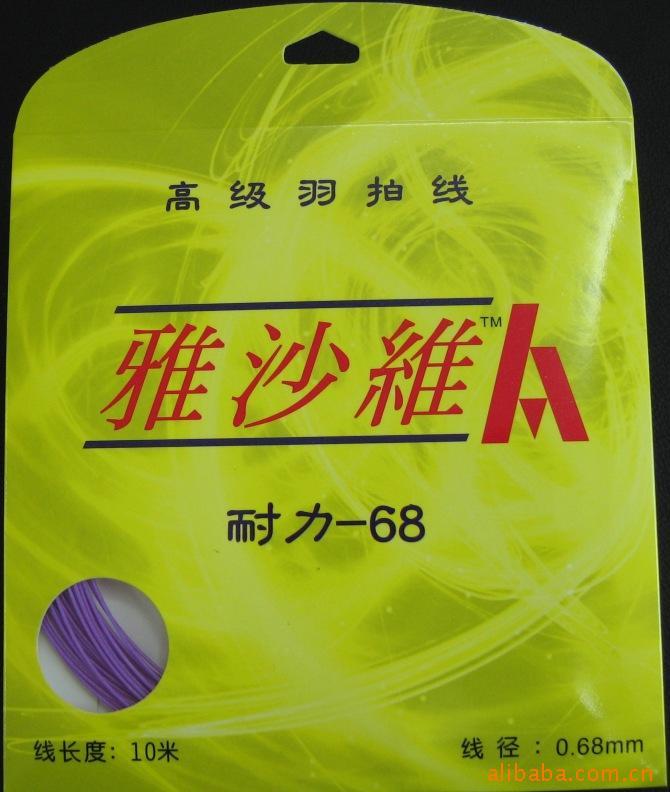 高级羽拍线
雅沙維™
耐力-68
线长度：10米
线径：0.68mm
alibaba.com.cn